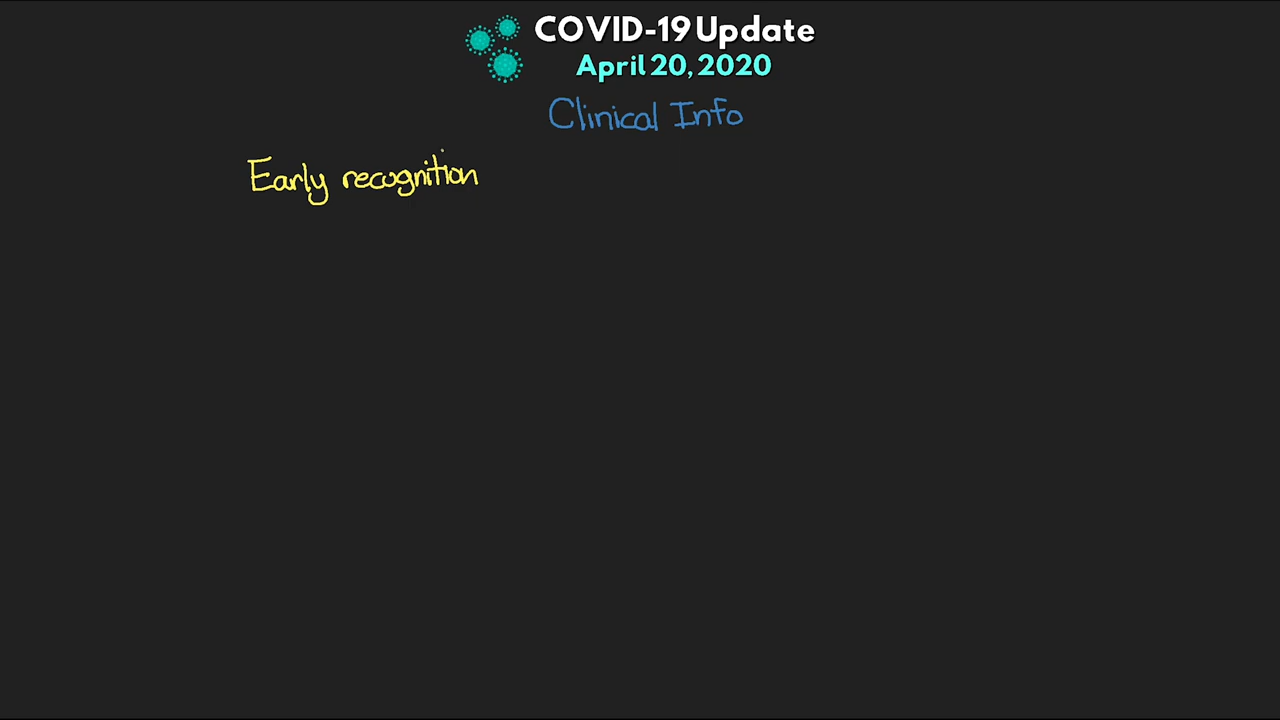 COVID-19 Update
April 20, 2020
Clinical Info
Early recognition